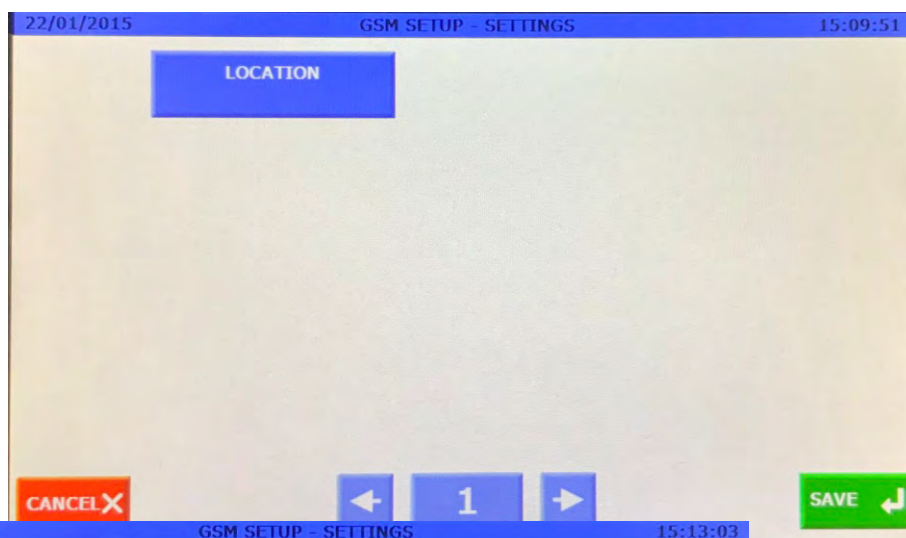 22/01/2015 GSM SETUP - SETTINGS 15:09:51
LOCATION
CANCEL X 1 SAVE
GSM SETUP - SETTINGS 15:13:03